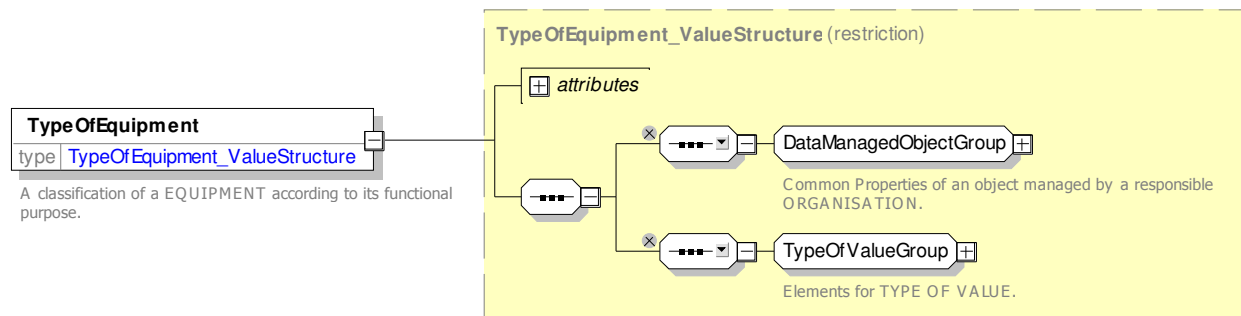 TypeOfEquipment_ValueStructure (restriction)
attributes
TypeOfEquipment
type TypeOfEquipment_ValueStructure
A classification of a EQUIPMENT according to its functional
purpose.
DataManagedObjectGroup
Common Properties of an object managed by a responsible
ORGANISATION.
TypeOfValueGroup
Elements for TYPE OF VALUE.